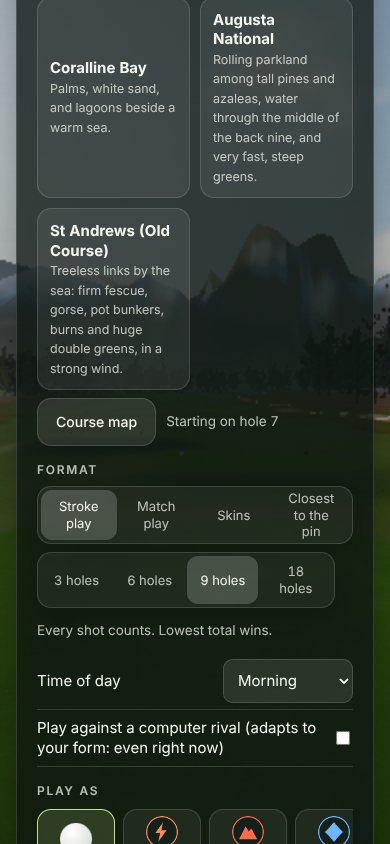 Coralline Bay
Palms, white sand,
and lagoons beside a
warm sea.
Augusta
National
Rolling parkland
among tall pines and
azaleas, water
through the middle of
the back nine, and
very fast, steep
greens.
St Andrews (Old
Course)
Treeless links by the
sea: firm fescue,
gorse, pot bunkers,
burns and huge
double greens, in a
strong wind.
Course map
Starting on hole 7
FORMAT
Stroke
play
Match
play
Skins
Closest
to the
pin
3 holes
6 holes
9 holes
18
holes
Every shot counts. Lowest total wins.
Time of day
Morning
Play against a computer rival (adapts to
your form: even right now)
PLAY AS